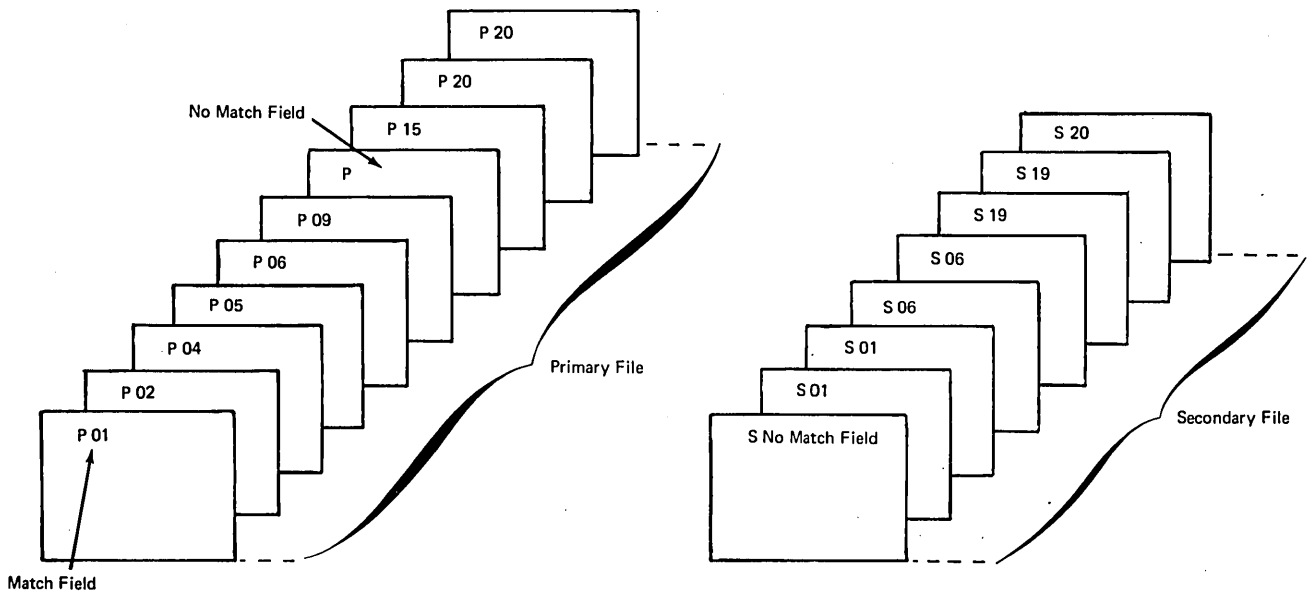 P 20
P 20
No Match Field
P 15
P
P 09
P 06
P 05
P 04
P 02
P 01
Match Field
Primary File
S 20
S 19
S 19
S 06
S 06
S 01
S 01
S No Match Field
Secondary File